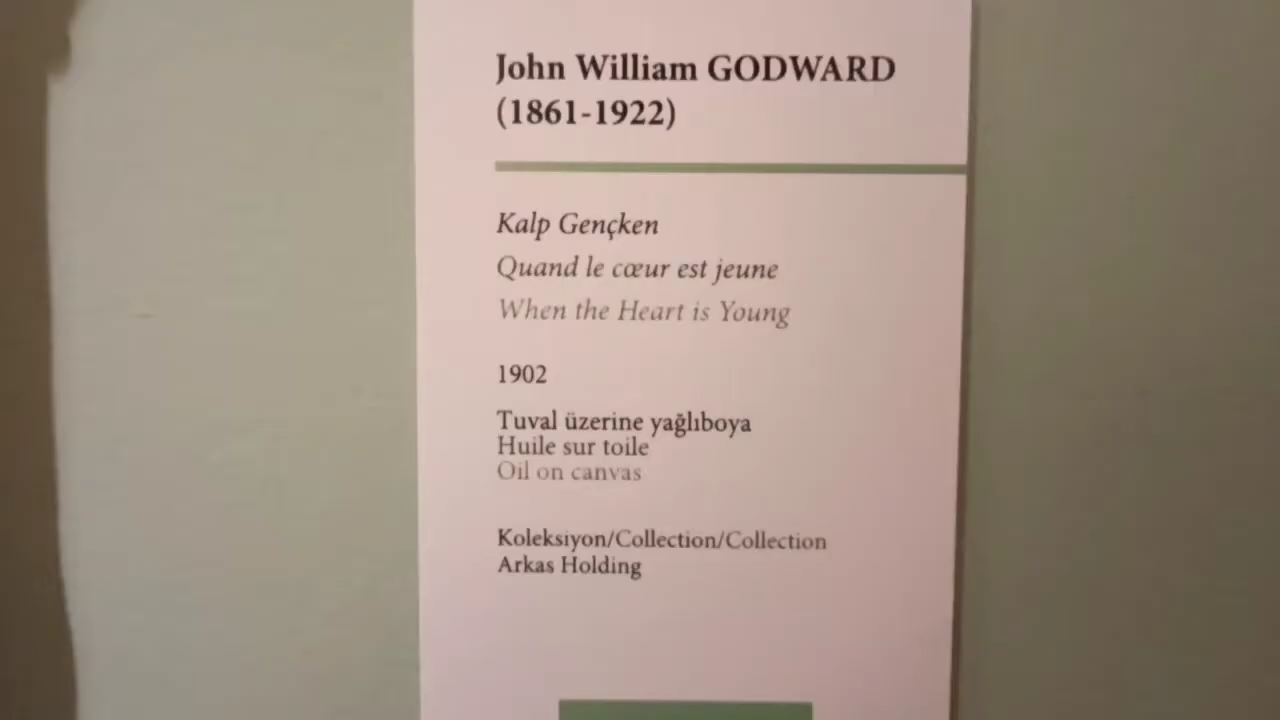 John William GODWARD
(1861-1922)
Kalp Gençken
Quand le cœur est jeune
When the Heart is Young
1902
Tuval üzerine yağlıboya
Huile sur toile
Oil on canvas
Koleksiyon/Collection/Collection
Arkas Holding